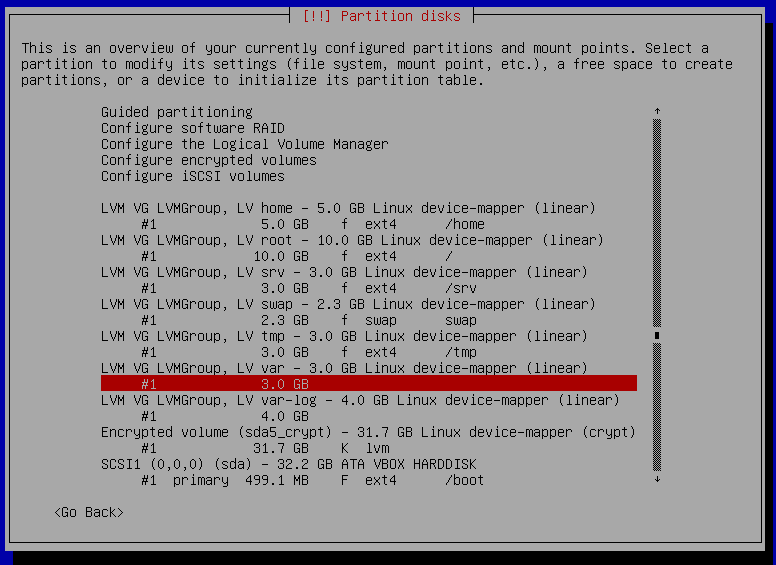 [!!] Partition disks
This is an overview of your currently configured partitions and mount points. Select a
partition to modify its settings (file system, mount point, etc.), a free space to create
partitions, or a device to initialize its partition table.
Guided partitioning
Configure software RAID
Configure the Logical Volume Manager
Configure encrypted volumes
Configure iSCSI volumes
LVM VG LVMGroup, LV home - 5.0 GB Linux device-mapper (linear)
#1 5.0 GB f ext4 /home
LVM VG LVMGroup, LV root - 10.0 GB Linux device-mapper (linear)
#1 10.0 GB f ext4 /
LVM VG LVMGroup, LV srv - 3.0 GB Linux device-mapper (linear)
#1 3.0 GB f ext4 /srv
LVM VG LVMGroup, LV swap - 2.3 GB Linux device-mapper (linear)
#1 2.3 GB f swap swap
LVM VG LVMGroup, LV tmp - 3.0 GB Linux device-mapper (linear)
#1 3.0 GB f ext4 /tmp
LVM VG LVMGroup, LV var - 3.0 GB Linux device-mapper (linear)
#1 3.0 GB
LVM VG LVMGroup, LV var-log - 4.0 GB Linux device-mapper (linear)
#1 4.0 GB
Encrypted volume (sda5_crypt) - 31.7 GB Linux device-mapper (crypt)
#1 31.7 GB K lvm
SCSI1 (0,0,0) (sda) - 32.2 GB ATA VBOX HARDDISK
#1 primary 499.1 MB F ext4 /boot
<Go Back>